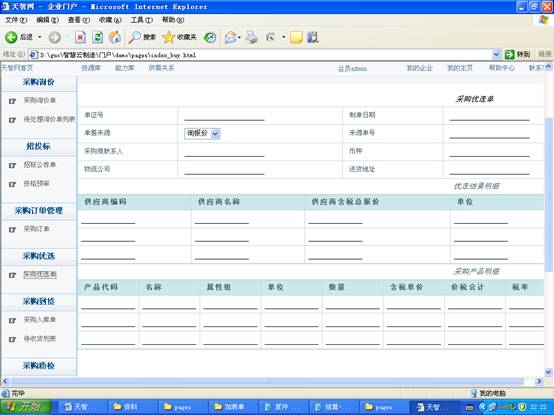 天智网 - 企业门户 - Microsoft Internet Explorer
文件(F) 编辑(E) 查看(V) 收藏(A) 工具(T) 帮助(H)
后退 搜索 收藏夹
地址(D) D:\guo\智慧云制造\门户\demo\pages\index_buy.html 转到 链接
天智网首页 资源库 能力库 供需关系 会员admin 我的企业 我的主页 帮助中心 联系单
采购询价
采购询价单
待处理询价单列表
招投标
招标公告单
资格预审
采购订单管理
采购订单
采购优选
采购优选单
采购到货
采购入库单
待收货列表
采购质检
采购优选单
单证号 制单日期
单据来源 询报价 来源单号
采购商联系人 币种
物流公司 送货地址
优选结果明细
供应商编码 供应商名称 供应商含税总报价 单位
采购产品明细
产品代码 名称 属性组 单位 数量 含税单价 价税合计 税率
完毕 我的电脑
开始 天智... 资料 pages 加表单 复件 ... 结算-... pages 天智... 22:22